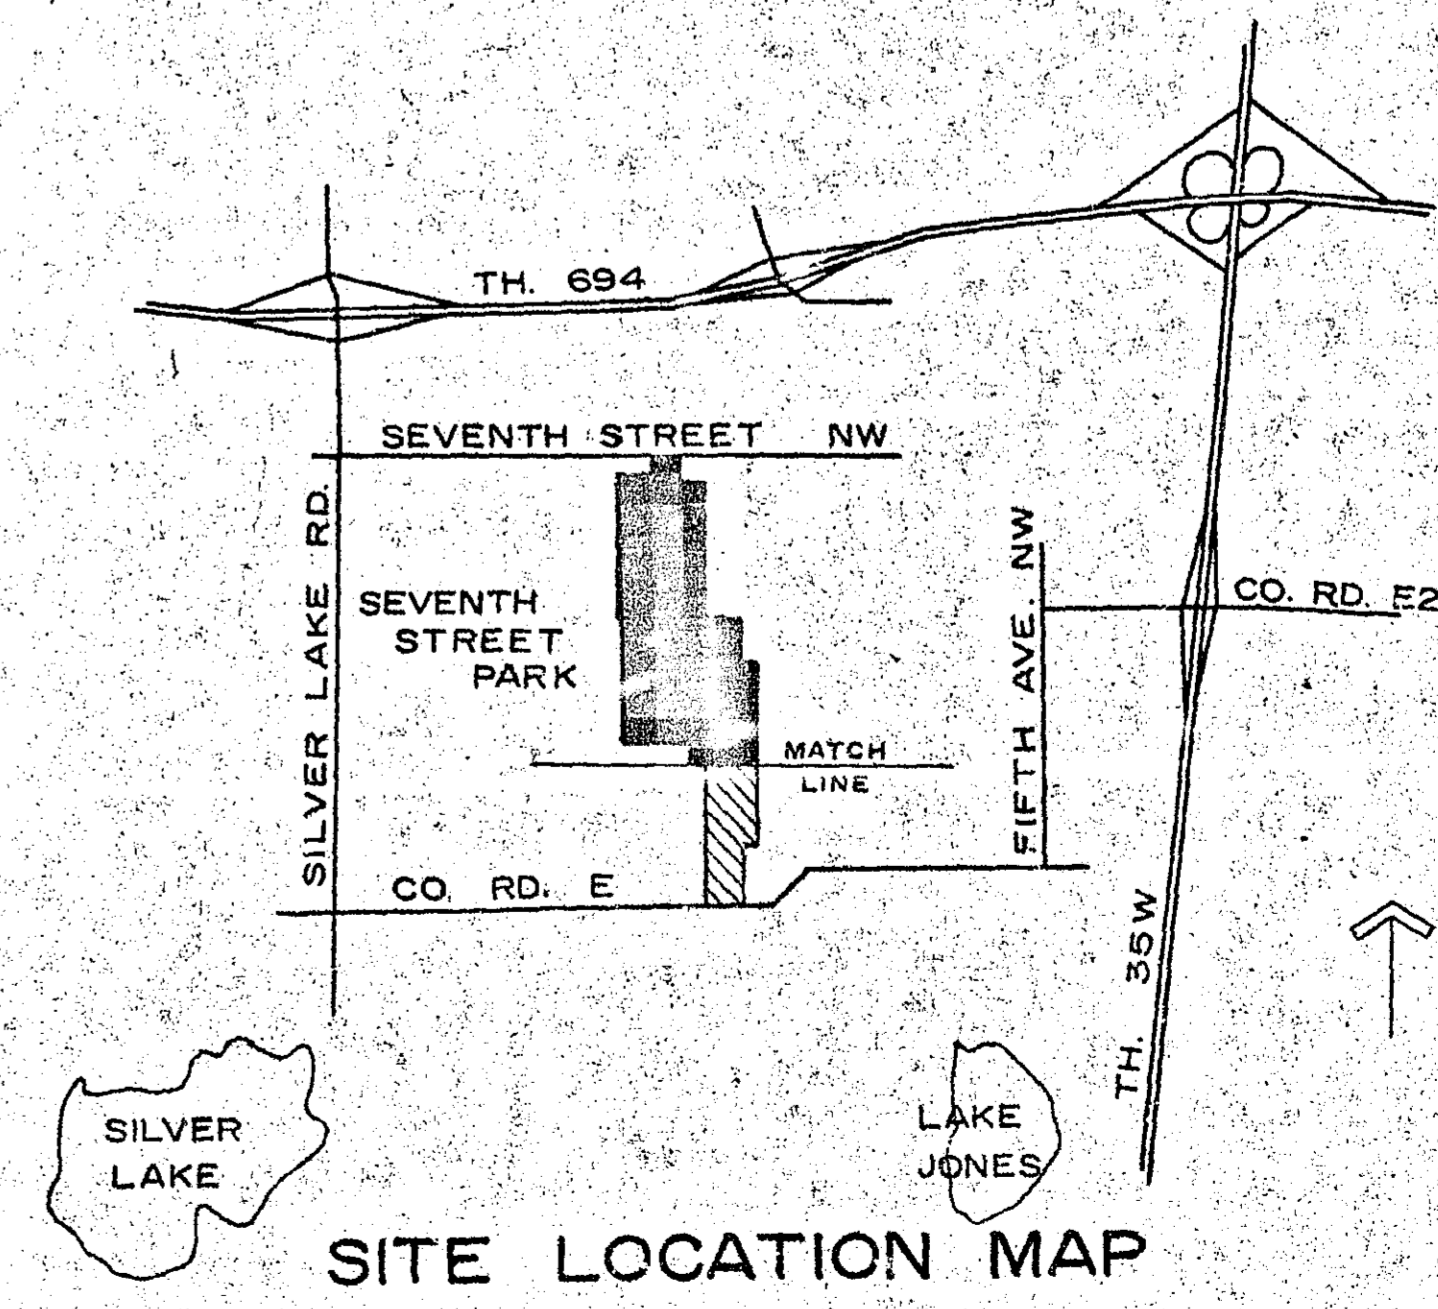 TH. 694
SEVENTH STREET NW
SILVER LAKE RD.
SEVENTH
STREET
PARK
FIFTH AVE. NW
CO. RD. E2
MATCH
LINE
CO. RD. E
TH. 35W
SILVER
LAKE
LAKE
JONES
SITE LOCATION MAP